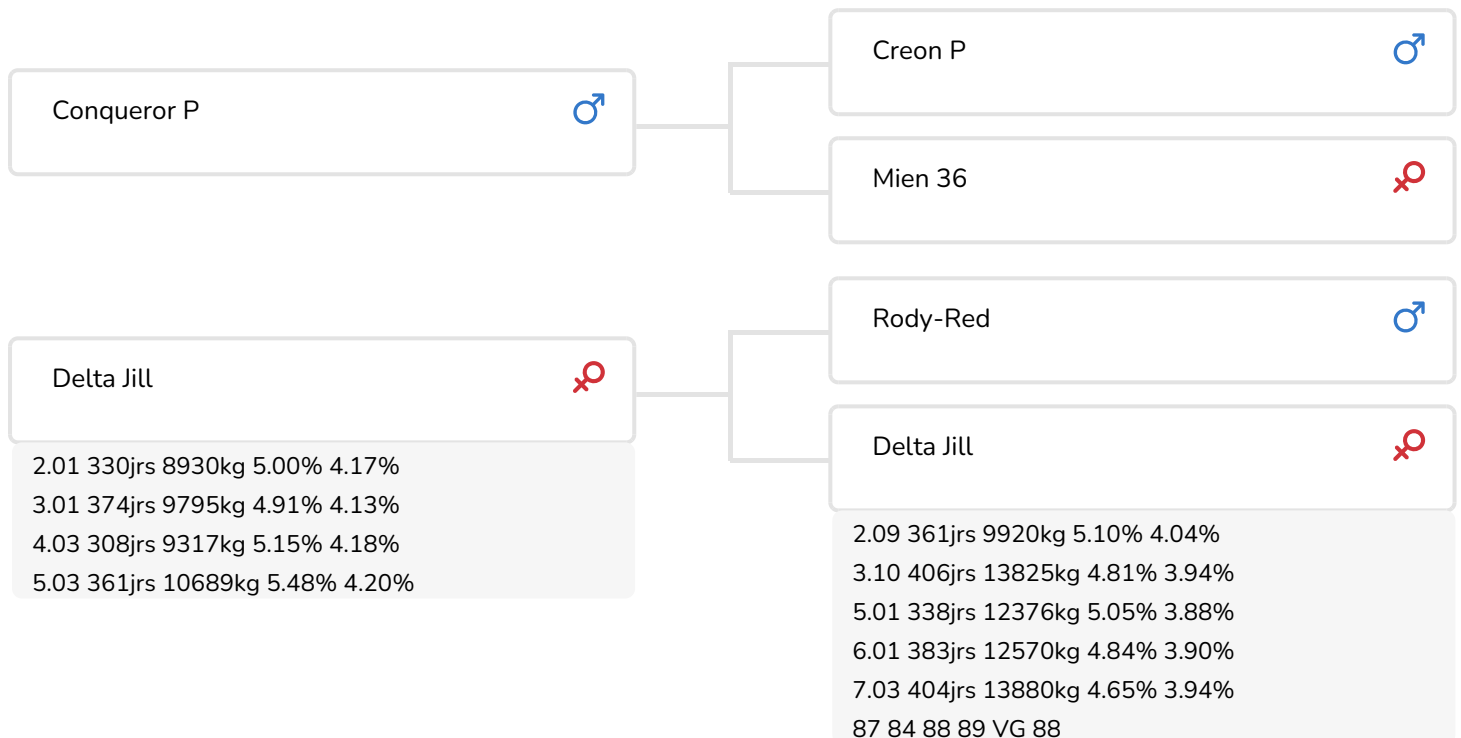 Conqueror P
Creon P
Mien 36
Delta Jill
2.01 330jrs 8930kg 5.00% 4.17%
3.01 374jrs 9795kg 4.91% 4.13%
4.03 308jrs 9317kg 5.15% 4.18%
5.03 361jrs 10689kg 5.48% 4.20%
Rody-Red
Delta Jill
2.09 361jrs 9920kg 5.10% 4.04%
3.10 406jrs 13825kg 4.81% 3.94%
5.01 338jrs 12376kg 5.05% 3.88%
6.01 383jrs 12570kg 4.84% 3.90%
7.03 404jrs 13880kg 4.65% 3.94%
87 84 88 89 VG 88